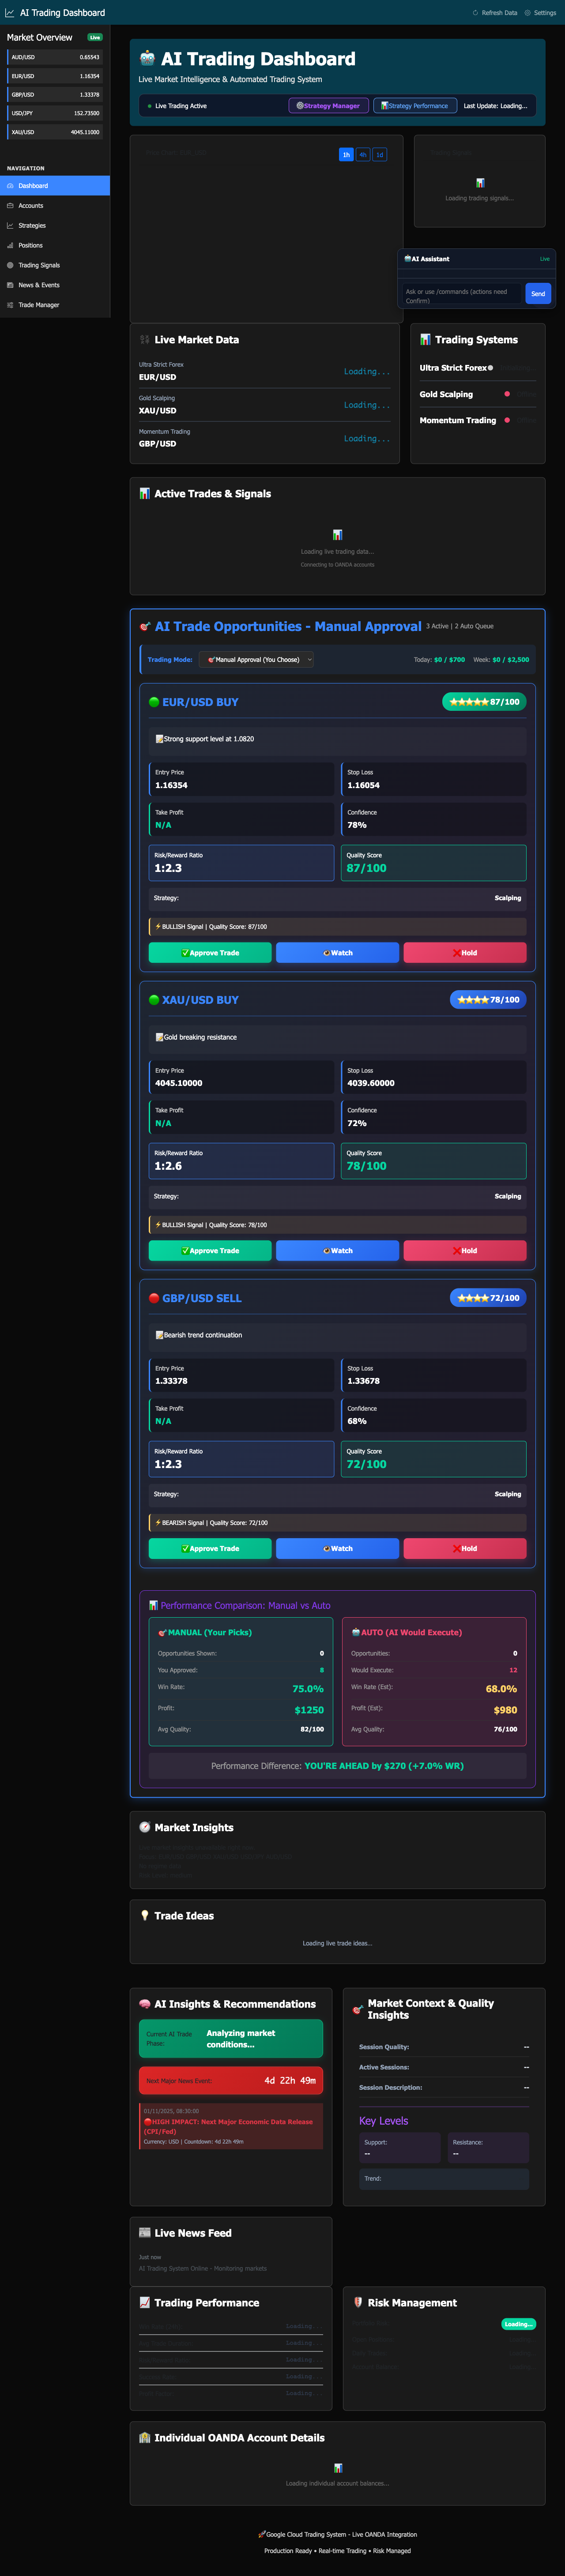 AI Trading Dashboard
Refresh Data
Settings
Market Overview
Live
AUD/USD 0.65543
EUR/USD 1.16354
GBP/USD 1.33378
USD/JPY 152.73500
XAU/USD 4045.11000
NAVIGATION
Dashboard
Accounts
Strategies
Positions
Trading Signals
News & Events
Trade Manager
AI Trading Dashboard
Live Market Intelligence & Automated Trading System
Live Trading Active
Strategy Manager
Strategy Performance
Last Update: Loading...
1h
4h
1d
Loading trading signals...
AI Assistant
Live
Ask or use /commands (actions need
Confirm)
Send
Live Market Data
Ultra Strict Forex
EUR/USD
Loading...
Gold Scalping
XAU/USD
Loading...
Momentum Trading
GBP/USD
Loading...
Trading Systems
Ultra Strict Forex
Gold Scalping
Momentum Trading
Active Trades & Signals
Loading live trading data...
Connecting to OANDA accounts
AI Trade Opportunities - Manual Approval
3 Active | 2 Auto Queue
Trading Mode:
Manual Approval (You Choose)
Today: $0 / $700
Week: $0 / $2,500
EUR/USD BUY
87/100
Strong support level at 1.0820
Entry Price
1.16354
Stop Loss
1.16054
Take Profit
N/A
Confidence
78%
Risk/Reward Ratio
1:2.3
Quality Score
87/100
Strategy:
Scalping
BULLISH Signal | Quality Score: 87/100
Approve Trade
Watch
Hold
XAU/USD BUY
78/100
Gold breaking resistance
Entry Price
4045.10000
Stop Loss
4039.60000
Take Profit
N/A
Confidence
72%
Risk/Reward Ratio
1:2.6
Quality Score
78/100
Strategy:
Scalping
BULLISH Signal | Quality Score: 78/100
Approve Trade
Watch
Hold
GBP/USD SELL
72/100
Bearish trend continuation
Entry Price
1.33378
Stop Loss
1.33678
Take Profit
N/A
Confidence
68%
Risk/Reward Ratio
1:2.3
Quality Score
72/100
Strategy:
Scalping
BEARISH Signal | Quality Score: 72/100
Approve Trade
Watch
Hold
Performance Comparison: Manual vs Auto
MANUAL (Your Picks)
Opportunities Shown: 0
You Approved: 8
Win Rate: 75.0%
Profit: $1250
Avg Quality: 82/100
AUTO (AI Would Execute)
Opportunities: 0
Would Execute: 12
Win Rate (Est): 68.0%
Profit (Est): $980
Avg Quality: 76/100
Performance Difference: YOU'RE AHEAD by $270 (+7.0% WR)
Market Insights
Trade Ideas
Loading live trade ideas...
AI Insights & Recommendations
Current AI Trade
Phase:
Analyzing market
conditions...
Next Major News Event:
4d 22h 49m
01/11/2025, 08:30:00
HIGH IMPACT: Next Major Economic Data Release
(CPI/Fed)
Currency: USD | Countdown: 4d 22h 49m
Market Context & Quality
Insights
Session Quality: --
Active Sessions: --
Session Description: --
Key Levels
Support:
--
Resistance:
--
Trend:
Live News Feed
Just now
AI Trading System Online - Monitoring markets
Trading Performance
Loading...
Loading...
Loading...
Loading...
Loading...
Risk Management
Loading...
Individual OANDA Account Details
Loading individual account balances...
Google Cloud Trading System - Live OANDA Integration
Production Ready • Real-time Trading • Risk Managed